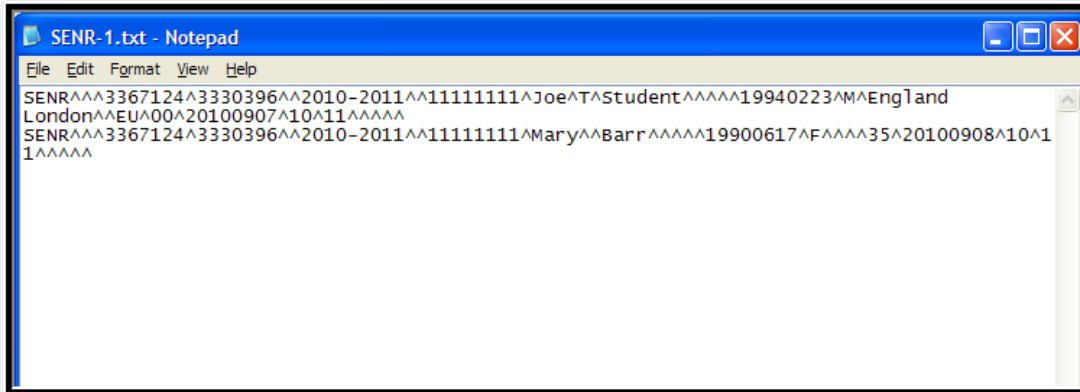 SENR-1.txt - Notepad
File Edit Format View Help
SENR^^^3367124^3330396^^2010-2011^^11111111^Joe^T^Student^^^^^19940223^M^England
London^^EU^00^20100907^10^11^^^^^
SENR^^^3367124^3330396^^2010-2011^^11111111^Mary^^Barr^^^^^19900617^F^^^^35^20100908^10^1
1^^^^^